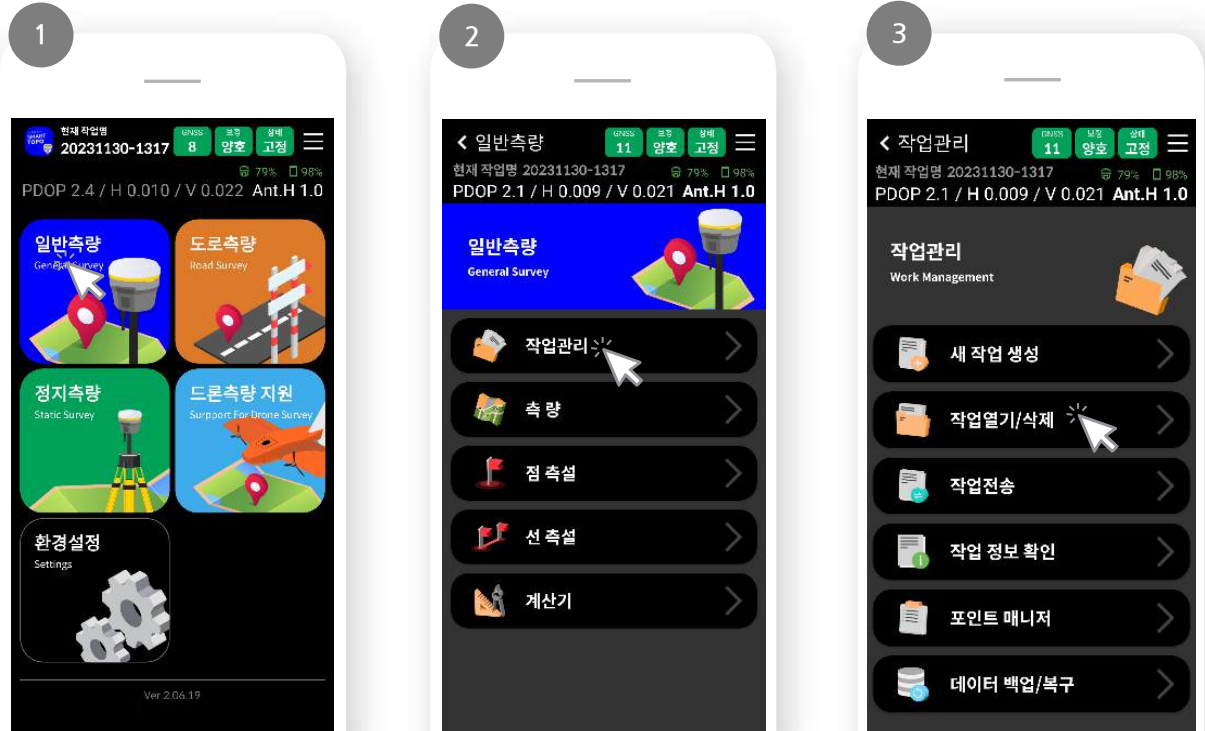 1
SMART TOPO
현재 작업명
20231130-1317
GNSS
8
보정
양호
상태
고정
79% 98%
PDOP 2.4 / H 0.010 / V 0.022 Ant.H 1.0
일반측량
General Survey
도로측량
Road Survey
정지측량
Static Survey
드론측량 지원
Surpport For Drone Survey
환경설정
Settings
Ver 2.06.19
2
일반측량
GNSS
11
보정
양호
상태
고정
현재 작업명 20231130-1317 79% 98%
PDOP 2.1 / H 0.009 / V 0.021 Ant.H 1.0
일반측량
General Survey
작업관리
측 량
점 측설
선 측설
계산기
3
작업관리
GNSS
11
보정
양호
상태
고정
현재 작업명 20231130-1317 79% 98%
PDOP 2.1 / H 0.009 / V 0.021 Ant.H 1.0
작업관리
Work Management
새 작업 생성
작업열기/삭제
작업전송
작업 정보 확인
포인트 매니저
데이터 백업/복구